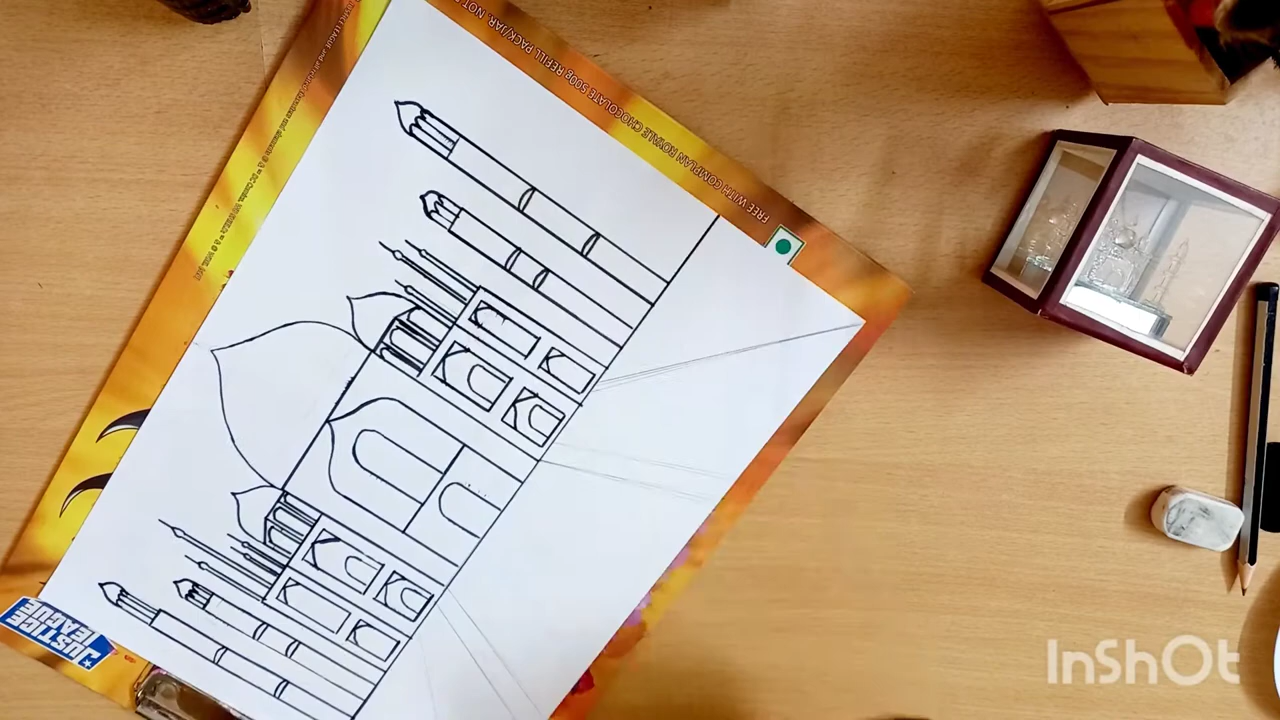 FREE WITH COMPLAN ROYALE CHOCOLATE 500g REFILL PACK/JAR. NOT
JUSTICE
LEAGUE
InShOt